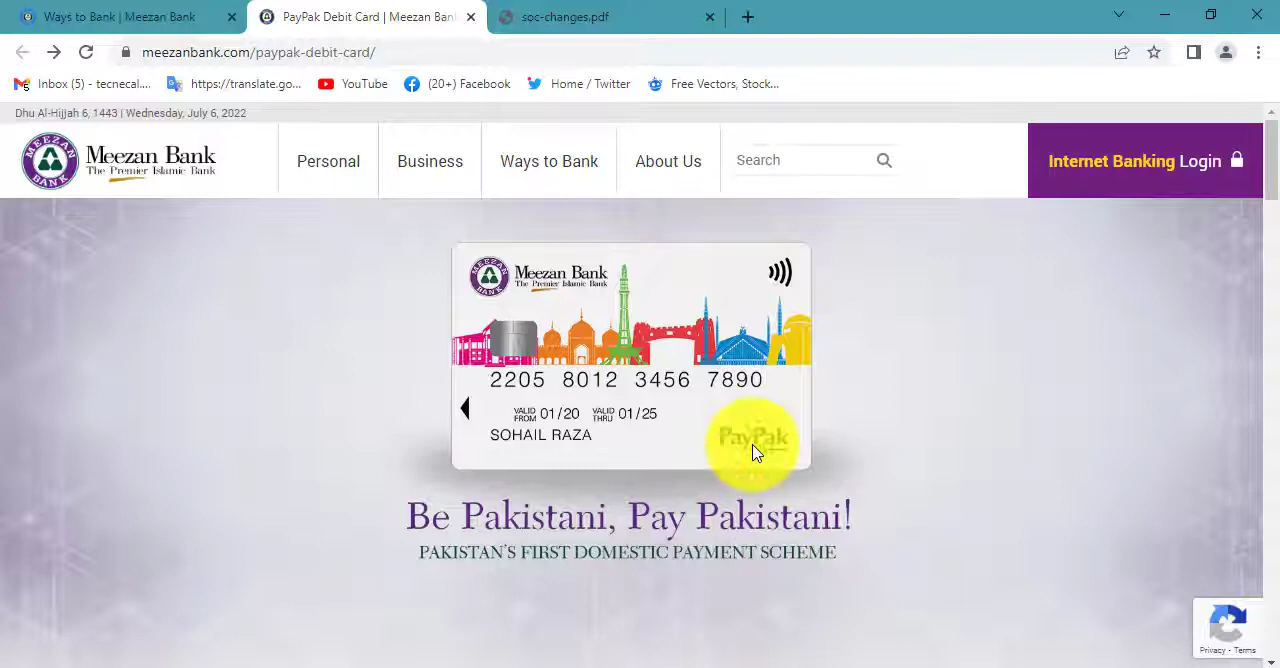 Ways to Bank | Meezan Bank
PayPak Debit Card | Meezan Ban
soc-changes.pdf
meezanbank.com/paypak-debit-card/
Inbox (5) - tecnecal....
https://translate.go...
YouTube
(20+) Facebook
Home / Twitter
Free Vectors, Stock...
Dhu Al-Hijjah 6, 1443 | Wednesday, July 6, 2022
MEEZAN BANK
Meezan Bank
The Premier Islamic Bank
Personal
Business
Ways to Bank
About Us
Search
Internet Banking Login
MEEZAN BANK
Meezan Bank
The Premier Islamic Bank
2205 8012 3456 7890
VALID FROM 01/20 VALID THRU 01/25
SOHAIL RAZA
PayPak
Be Pakistani, Pay Pakistani!
PAKISTAN'S FIRST DOMESTIC PAYMENT SCHEME
Privacy - Terms